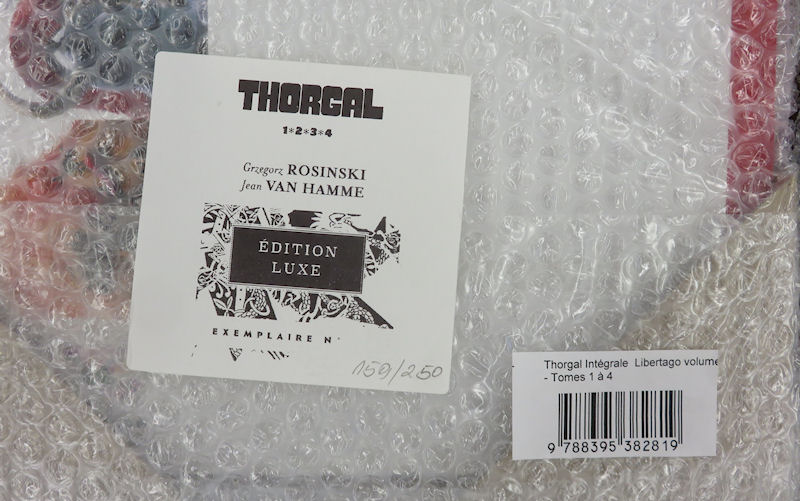 THORGAL
1*2*3*4
Grzegorz ROSINSKI
Jean VAN HAMME
ÉDITION
LUXE
EXEMPLAIRE N°
159/250
Thorgal Intégrale Libertago volume
- Tomes 1 à 4
9 788395 382819